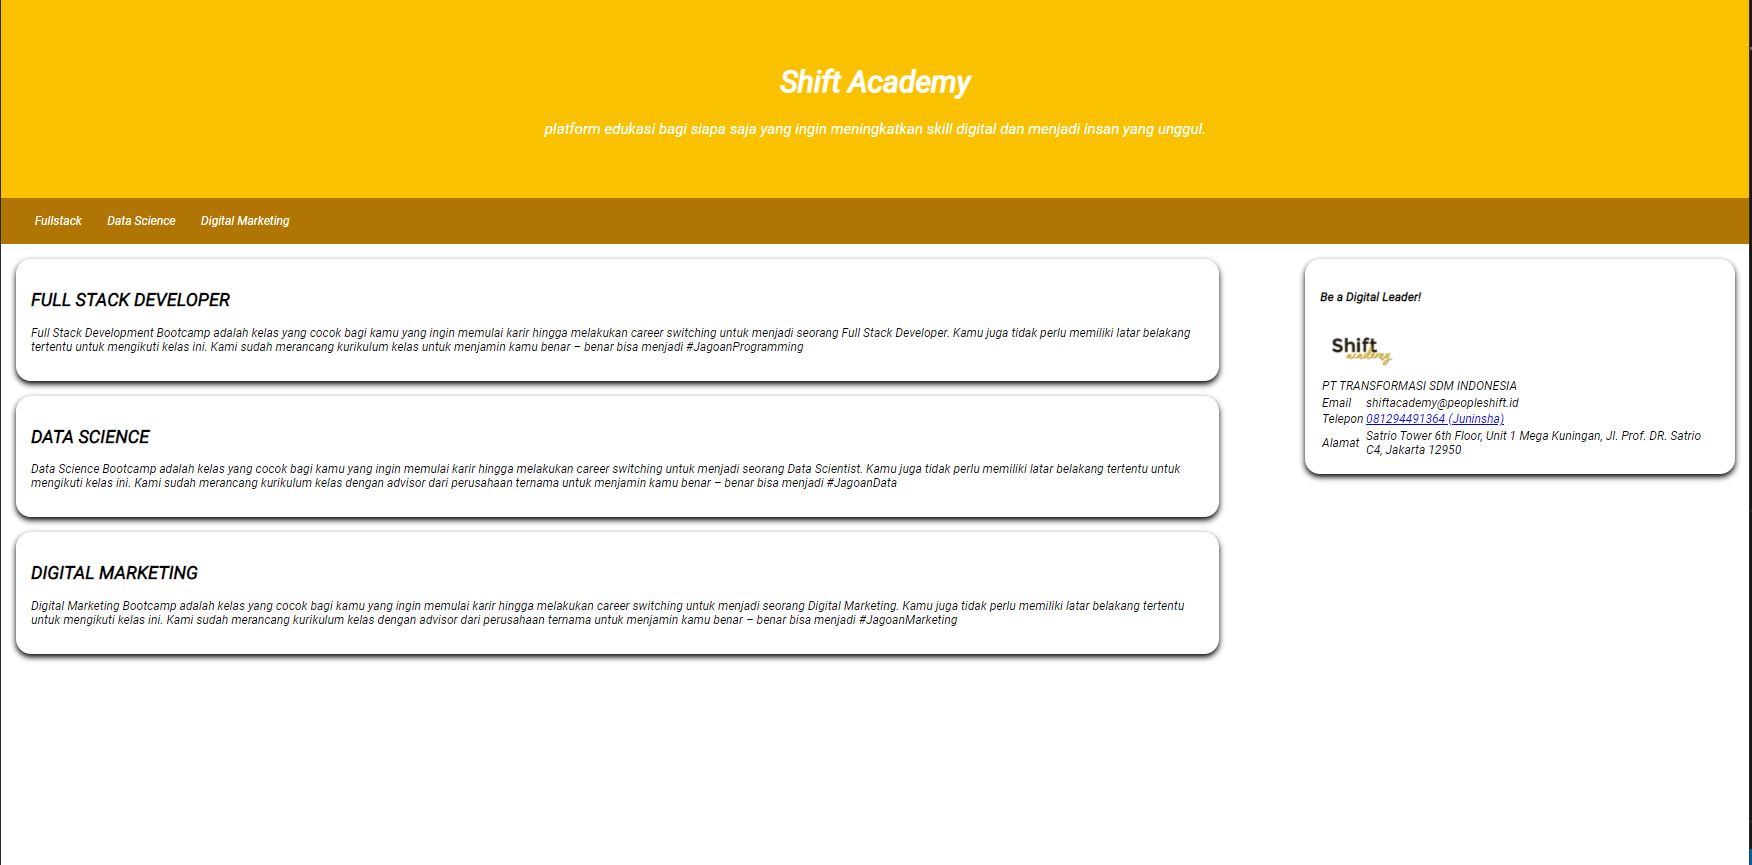 Shift Academy
platform edukasi bagi siapa saja yang ingin meningkatkan skill digital dan menjadi insan yang unggul.
Fullstack Data Science Digital Marketing
FULL STACK DEVELOPER
Full Stack Development Bootcamp adalah kelas yang cocok bagi kamu yang ingin memulai karir hingga melakukan career switching untuk menjadi seorang Full Stack Developer. Kamu juga tidak perlu memiliki latar belakang
tertentu untuk mengikuti kelas ini. Kami sudah merancang kurikulum kelas untuk menjamin kamu benar – benar bisa menjadi #JagoanProgramming
DATA SCIENCE
Data Science Bootcamp adalah kelas yang cocok bagi kamu yang ingin memulai karir hingga melakukan career switching untuk menjadi seorang Data Scientist. Kamu juga tidak perlu memiliki latar belakang tertentu untuk
mengikuti kelas ini. Kami sudah merancang kurikulum kelas dengan advisor dari perusahaan ternama untuk menjamin kamu benar – benar bisa menjadi #JagoanData
DIGITAL MARKETING
Digital Marketing Bootcamp adalah kelas yang cocok bagi kamu yang ingin memulai karir hingga melakukan career switching untuk menjadi seorang Digital Marketing. Kamu juga tidak perlu memiliki latar belakang tertentu
untuk mengikuti kelas ini. Kami sudah merancang kurikulum kelas dengan advisor dari perusahaan ternama untuk menjamin kamu benar – benar bisa menjadi #JagoanMarketing
Be a Digital Leader!
Shift
academy
PT TRANSFORMASI SDM INDONESIA
Email shiftacademy@peopleshift.id
Telepon 081294491364 (Juninsha)
Alamat Satrio Tower 6th Floor, Unit 1 Mega Kuningan, Jl. Prof. DR. Satrio
C4, Jakarta 12950